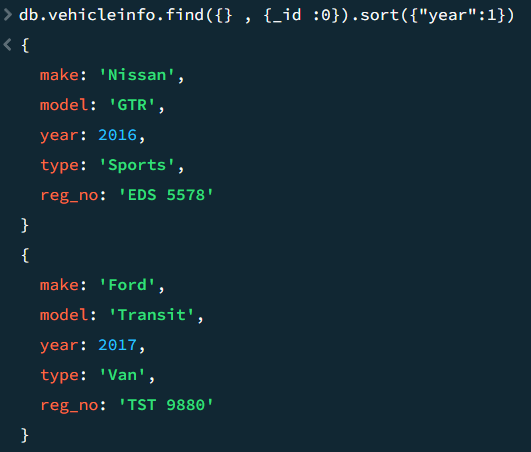 > db.vehicleinfo.find({} , {_id :0}).sort({"year":1})
< {
make: 'Nissan',
model: 'GTR',
year: 2016,
type: 'Sports',
reg_no: 'EDS 5578'
}
{
make: 'Ford',
model: 'Transit',
year: 2017,
type: 'Van',
reg_no: 'TST 9880'
}